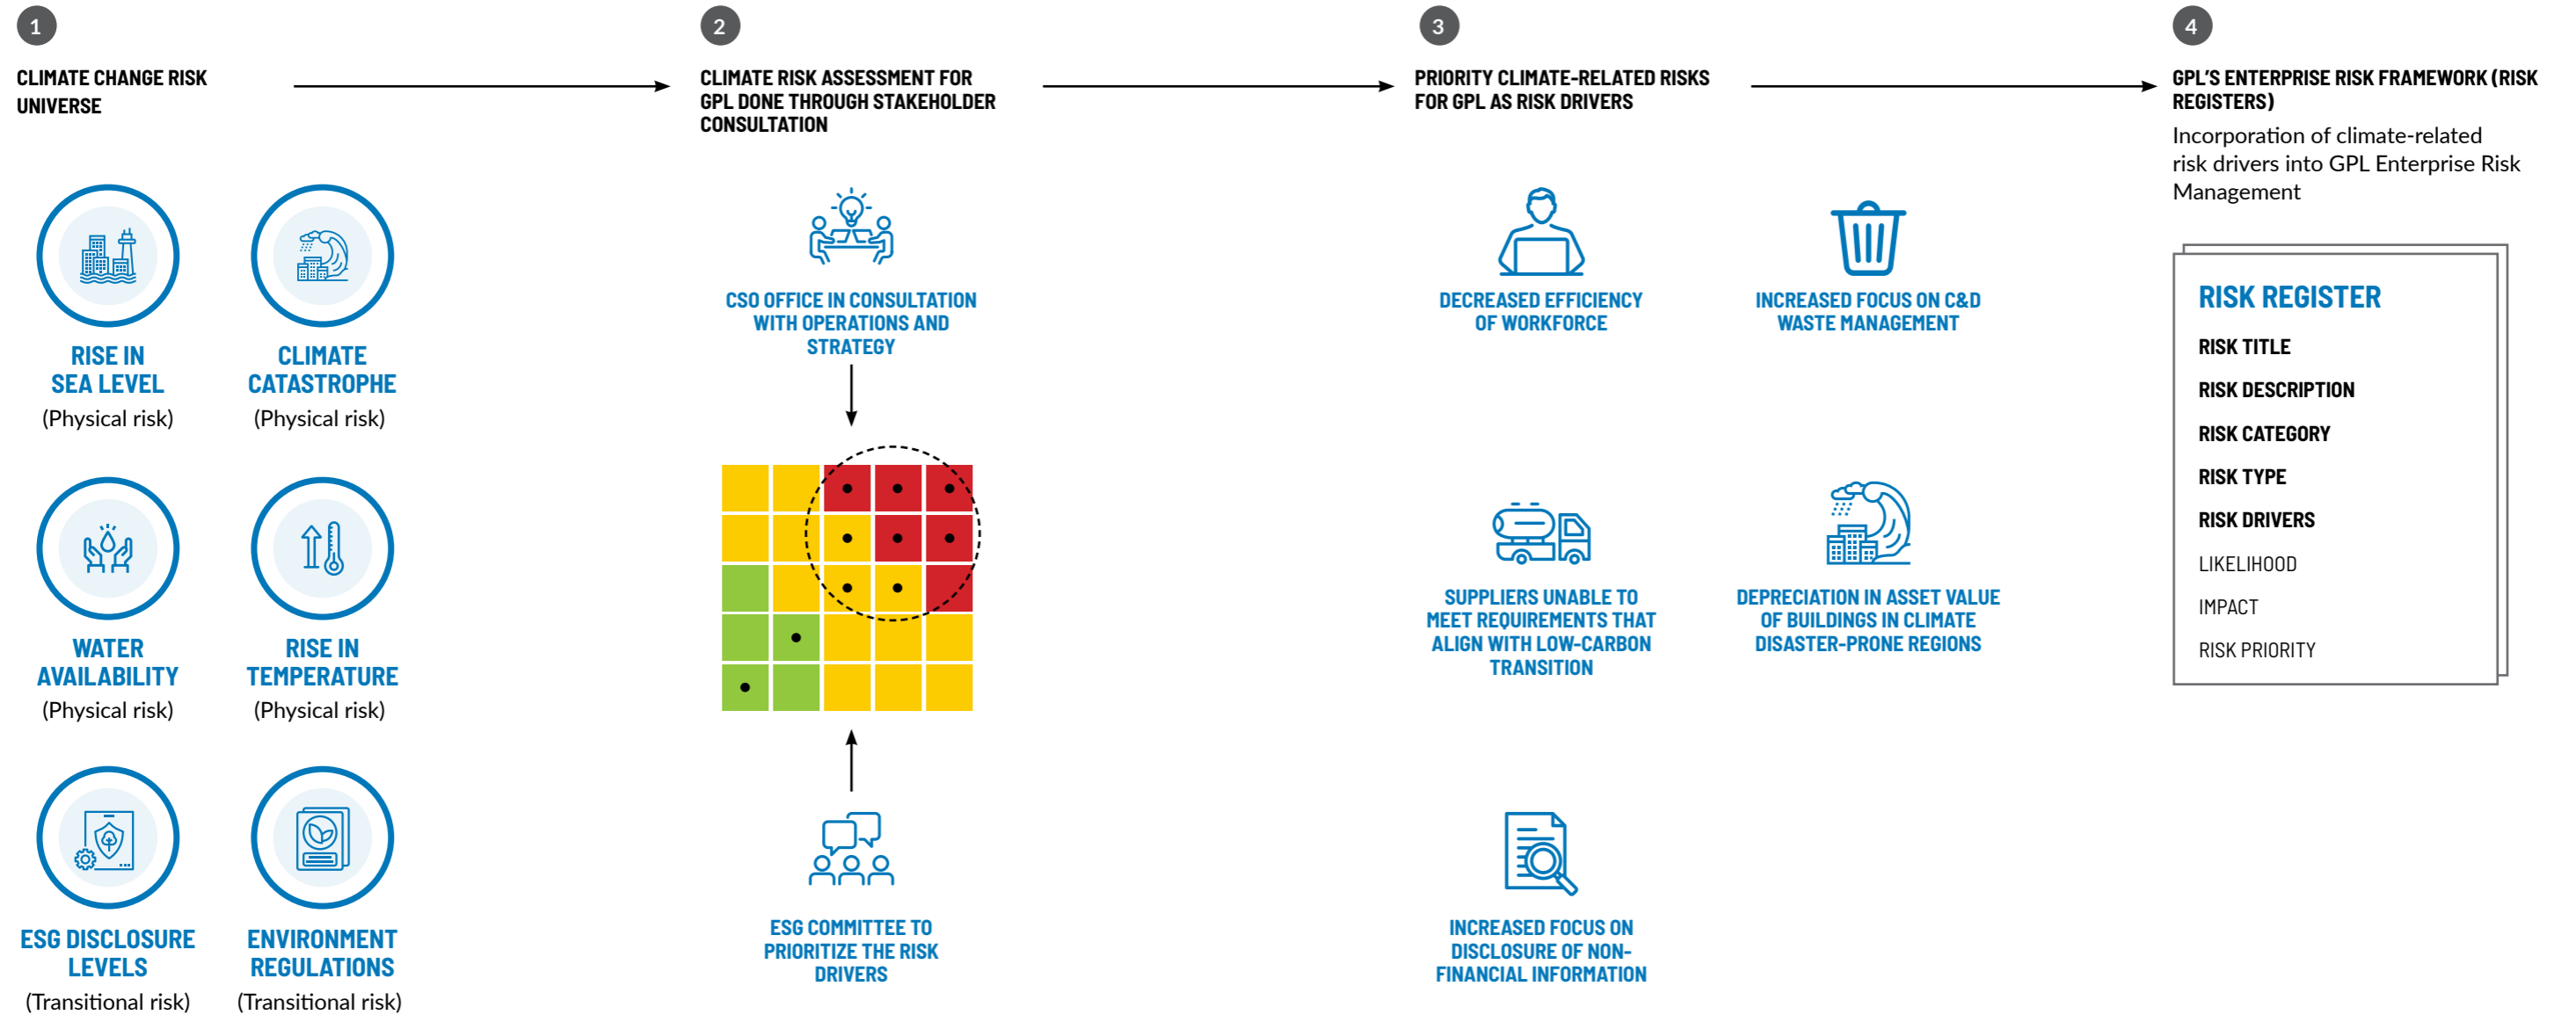 1
CLIMATE CHANGE RISK
UNIVERSE
RISE IN
SEA LEVEL
(Physical risk)
CLIMATE
CATASTROPHE
(Physical risk)
WATER
AVAILABILITY
(Physical risk)
RISE IN
TEMPERATURE
(Physical risk)
ESG DISCLOSURE
LEVELS
(Transitional risk)
ENVIRONMENT
REGULATIONS
(Transitional risk)
2
CLIMATE RISK ASSESSMENT FOR
GPL DONE THROUGH STAKEHOLDER
CONSULTATION
CSO OFFICE IN CONSULTATION
WITH OPERATIONS AND
STRATEGY
ESG COMMITTEE TO
PRIORITIZE THE RISK
DRIVERS
3
PRIORITY CLIMATE-RELATED RISKS
FOR GPL AS RISK DRIVERS
DECREASED EFFICIENCY
OF WORKFORCE
INCREASED FOCUS ON C&D
WASTE MANAGEMENT
SUPPLIERS UNABLE TO
MEET REQUIREMENTS THAT
ALIGN WITH LOW-CARBON
TRANSITION
DEPRECIATION IN ASSET VALUE
OF BUILDINGS IN CLIMATE
DISASTER-PRONE REGIONS
INCREASED FOCUS ON
DISCLOSURE OF NON-
FINANCIAL INFORMATION
4
GPL'S ENTERPRISE RISK FRAMEWORK (RISK
REGISTERS)
Incorporation of climate-related
risk drivers into GPL Enterprise Risk
Management
RISK REGISTER
RISK TITLE
RISK DESCRIPTION
RISK CATEGORY
RISK TYPE
RISK DRIVERS
LIKELIHOOD
IMPACT
RISK PRIORITY